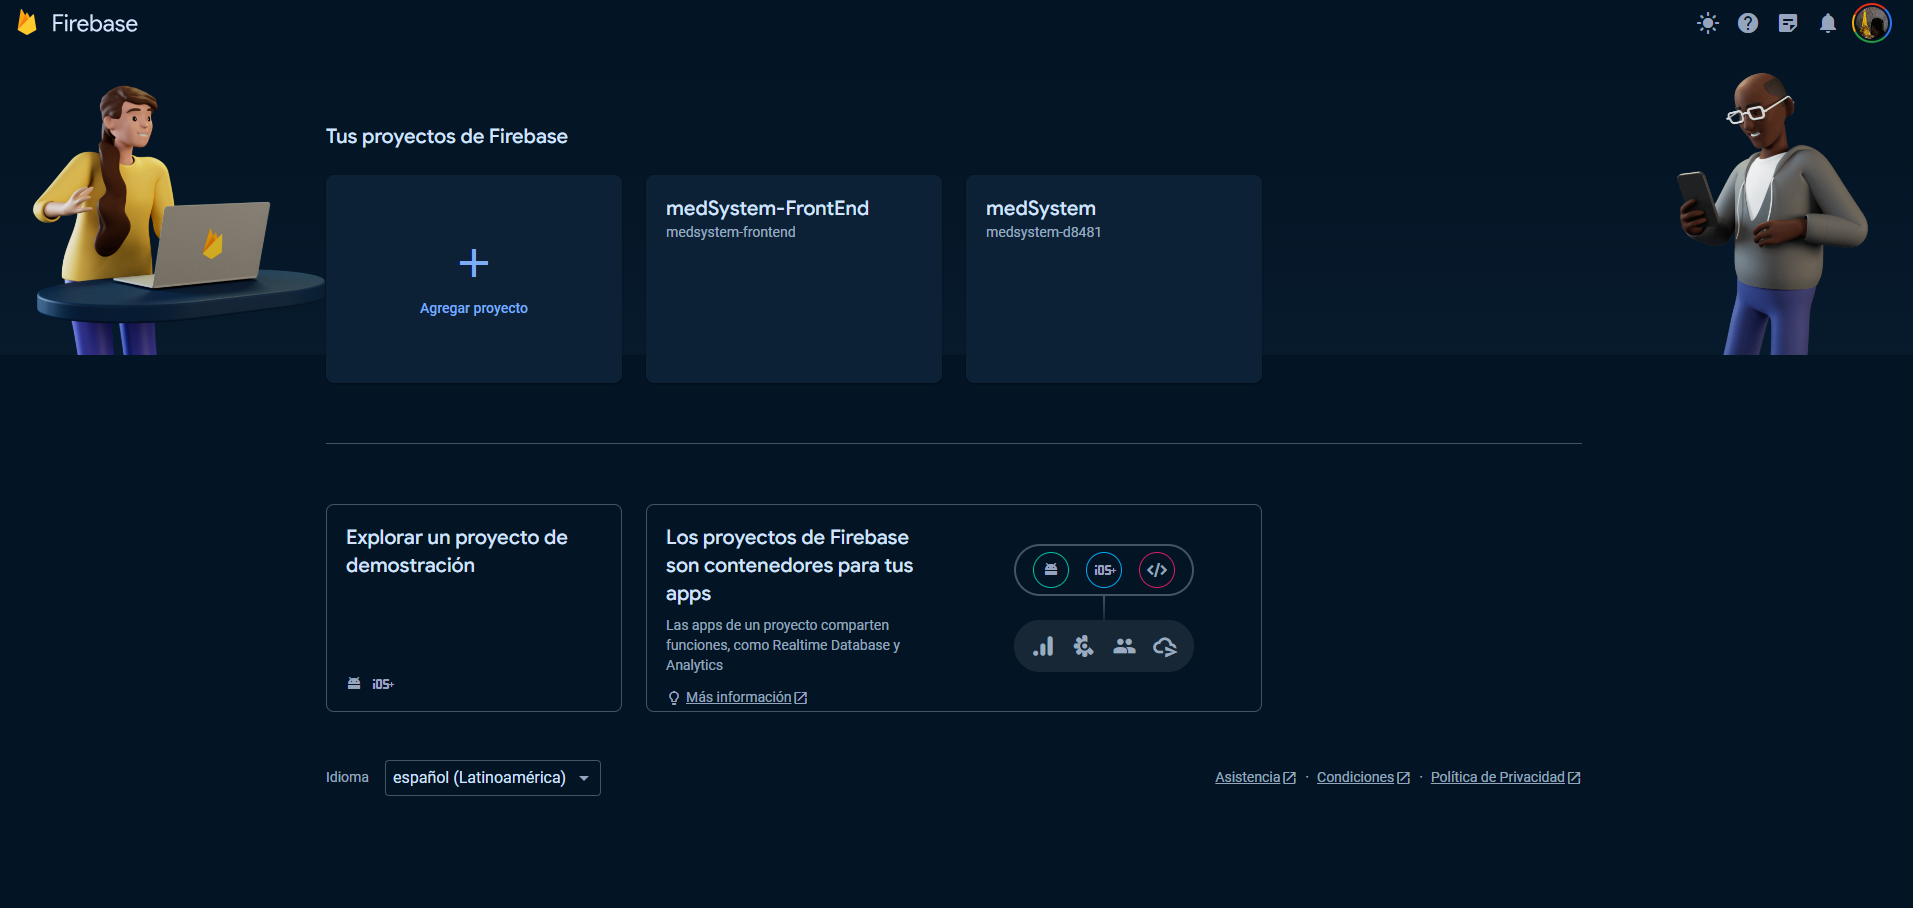 Firebase
Tus proyectos de Firebase
Agregar proyecto
medSystem-FrontEnd
medsystem-frontend
medSystem
medsystem-d8481
Explorar un proyecto de
demostración
iOS+
Los proyectos de Firebase
son contenedores para tus
apps
Las apps de un proyecto comparten
funciones, como Realtime Database y
Analytics
Más información
iOS+
Idioma
español (Latinoamérica)
Asistencia · Condiciones · Política de Privacidad